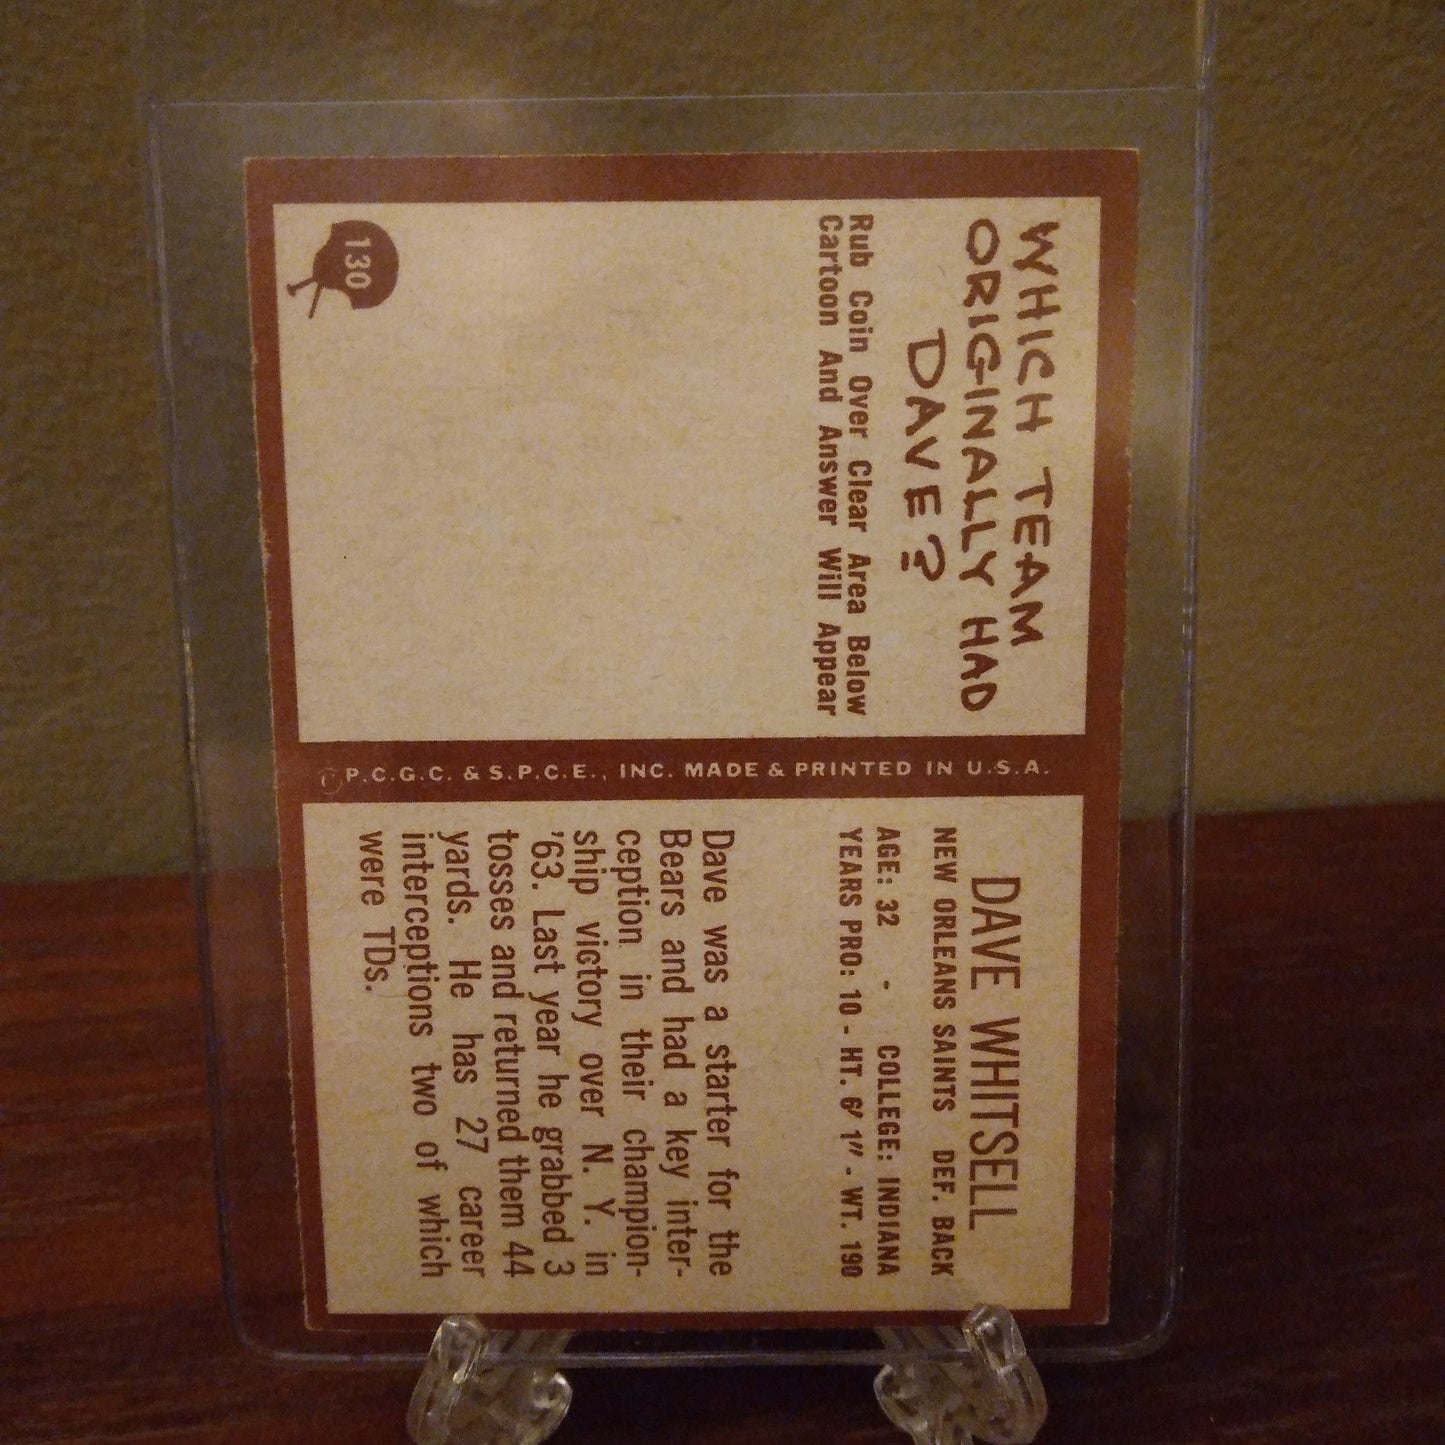 WHICH TEAM
ORIGINALLY HAD
DAVE?
Rub Coin Over Clear Area Below
Cartoon And Answer Will Appear
130
P.C.G.C. & S.P.C.E., INC. MADE & PRINTED IN U.S.A.
DAVE WHITSELL
NEW ORLEANS SAINTS DEF. BACK
AGE: 32 - COLLEGE: INDIANA
YEARS PRO: 10 - HT. 6' 1" - WT. 190
Dave was a starter for the
Bears and had a key inter-
ception in their champion-
ship victory over N. Y. in
'63. Last year he grabbed 3
tosses and returned them 44
yards. He has 27 career
interceptions two of which
were TDs.